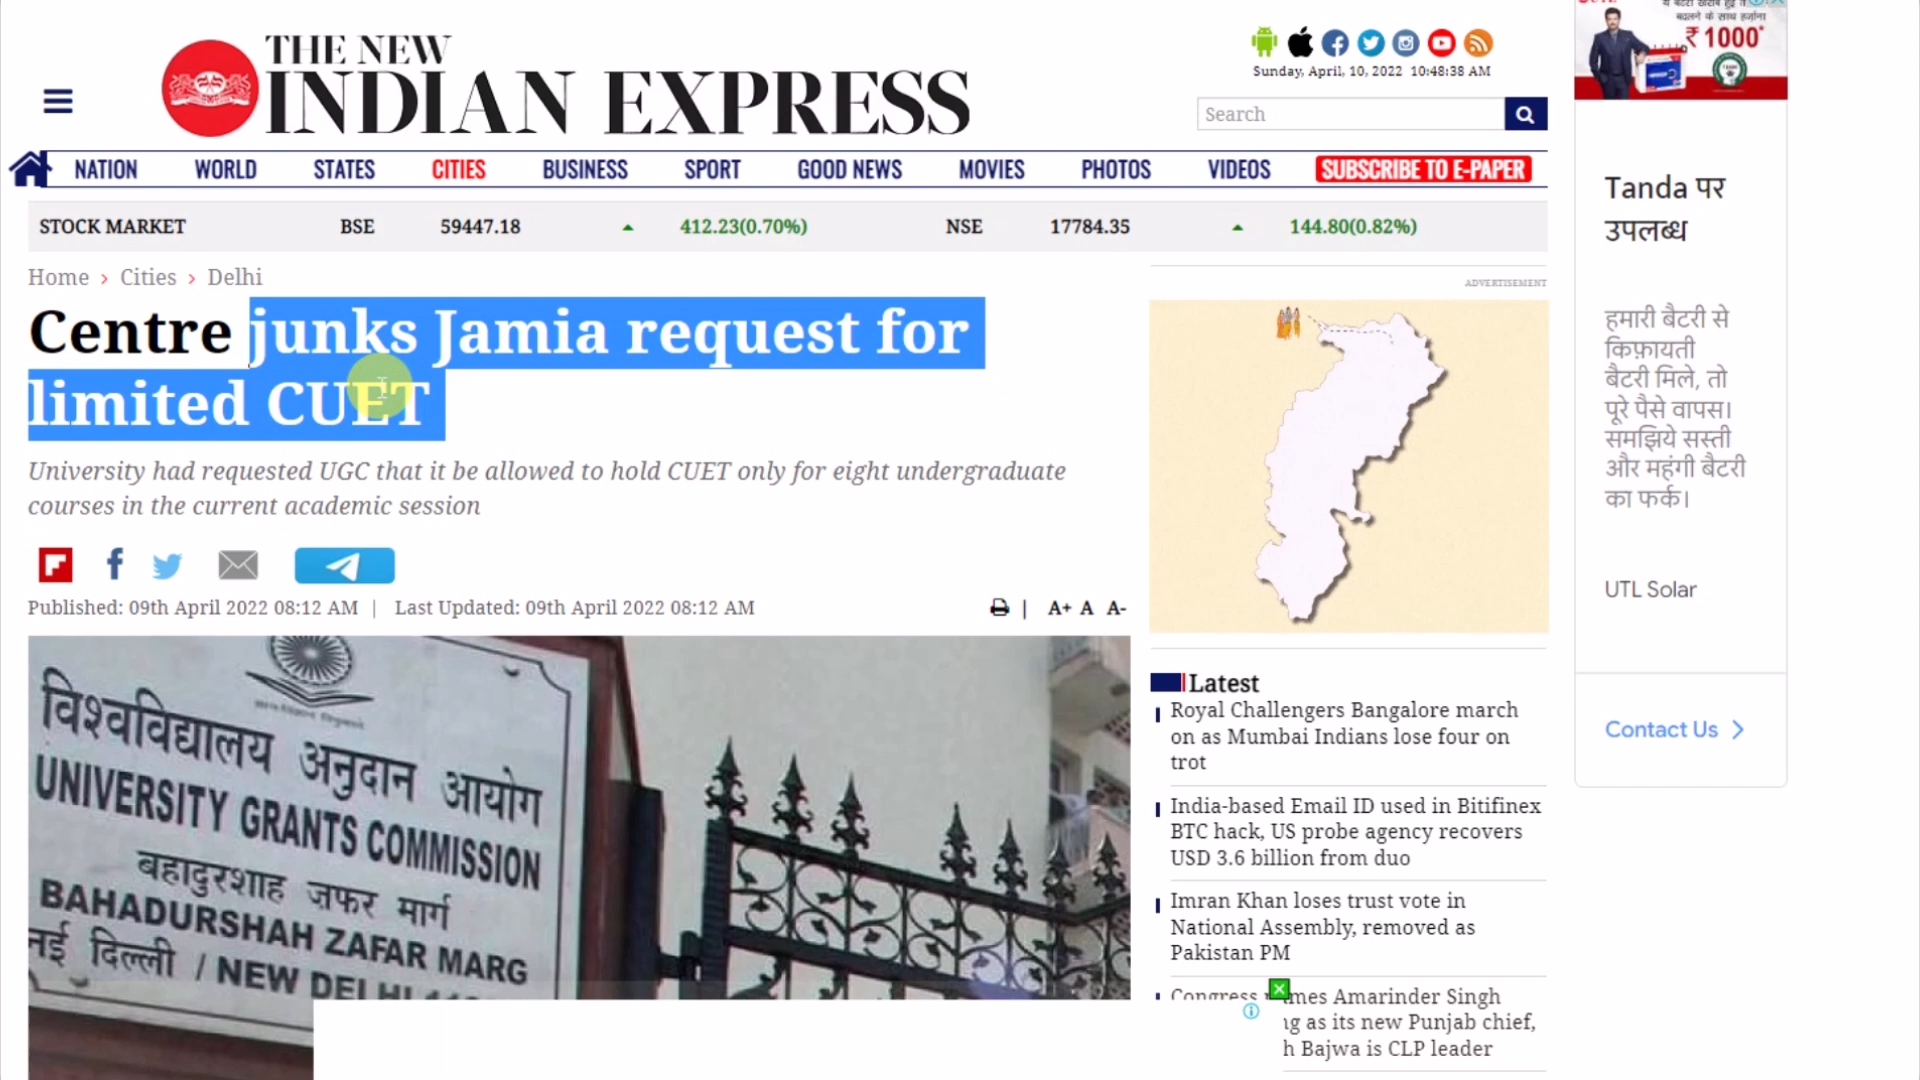 THE NEW
INDIAN EXPRESS
Sunday, April, 10, 2022 10:48:38 AM
Search
NATION WORLD STATES CITIES BUSINESS SPORT GOOD NEWS MOVIES PHOTOS VIDEOS SUBSCRIBE TO E-PAPER
STOCK MARKET BSE 59447.18 412.23(0.70%) NSE 17784.35 144.80(0.82%)
Home › Cities › Delhi
Centre junks Jamia request for
limited CUET
University had requested UGC that it be allowed to hold CUET only for eight undergraduate
courses in the current academic session
Published: 09th April 2022 08:12 AM | Last Updated: 09th April 2022 08:12 AM
A+ A A-
विश्वविद्यालय अनुदान आयोग
UNIVERSITY GRANTS COMMISSION
बहादुरशाह जफर मार्ग
BAHADURSHAH ZAFAR MARG
नई दिल्ली / NEW DELHI
ADVERTISEMENT
Latest
Royal Challengers Bangalore march
on as Mumbai Indians lose four on
trot
India-based Email ID used in Bitifinex
BTC hack, US probe agency recovers
USD 3.6 billion from duo
Imran Khan loses trust vote in
National Assembly, removed as
Pakistan PM
Congress mes Amarinder Singh
ng as its new Punjab chief,
h Bajwa is CLP leader
बदलने के साथ हर्जाना
₹1000*
Tanda पर
उपलब्ध
हमारी बैटरी से
किफ़ायती
बैटरी मिले, तो
पूरे पैसे वापस।
समझिये सस्ती
और महंगी बैटरी
का फर्क।
UTL Solar
Contact Us